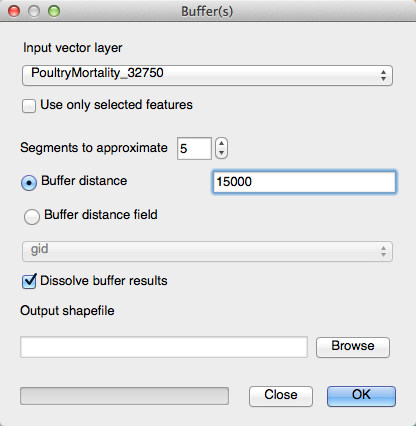 Buffer(s)
Input vector layer
PoultryMortality_32750
Use only selected features
Segments to approximate 5
Buffer distance 15000
Buffer distance field
gid
Dissolve buffer results
Output shapefile
Browse
Close OK